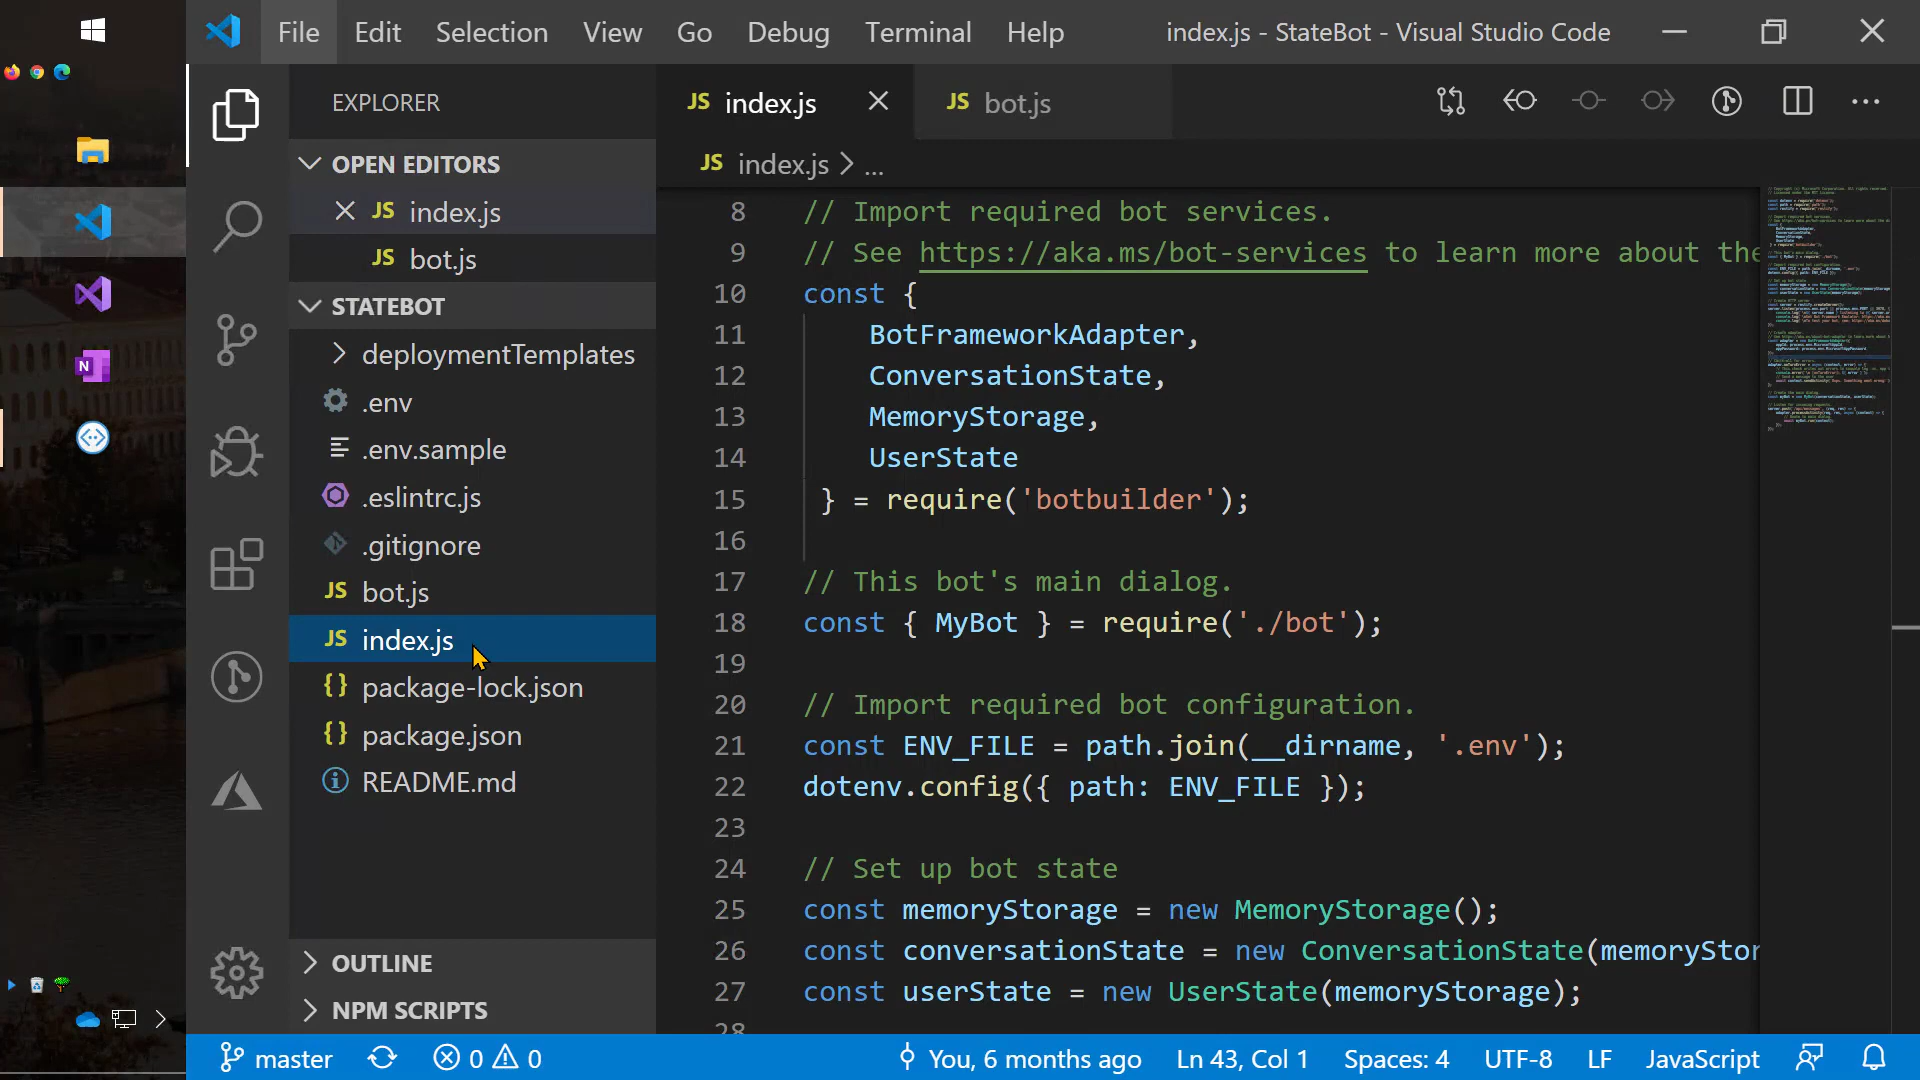 File Edit Selection View Go Debug Terminal Help
index.js - StateBot - Visual Studio Code
EXPLORER
OPEN EDITORS
JS index.js
JS bot.js
STATEBOT
deploymentTemplates
.env
.env.sample
.eslintrc.js
.gitignore
JS bot.js
JS index.js
{} package-lock.json
{} package.json
README.md
OUTLINE
NPM SCRIPTS
JS index.js
JS bot.js
JS index.js > ...
8 // Import required bot services.
9 // See https://aka.ms/bot-services to learn more about the
10 const {
11 BotFrameworkAdapter,
12 ConversationState,
13 MemoryStorage,
14 UserState
15 } = require('botbuilder');
16
17 // This bot's main dialog.
18 const { MyBot } = require('./bot');
19
20 // Import required bot configuration.
21 const ENV_FILE = path.join(__dirname, '.env');
22 dotenv.config({ path: ENV_FILE });
23
24 // Set up bot state
25 const memoryStorage = new MemoryStorage();
26 const conversationState = new ConversationState(memoryStor
27 const userState = new UserState(memoryStorage);
28
master 0 0 You, 6 months ago Ln 43, Col 1 Spaces: 4 UTF-8 LF JavaScript